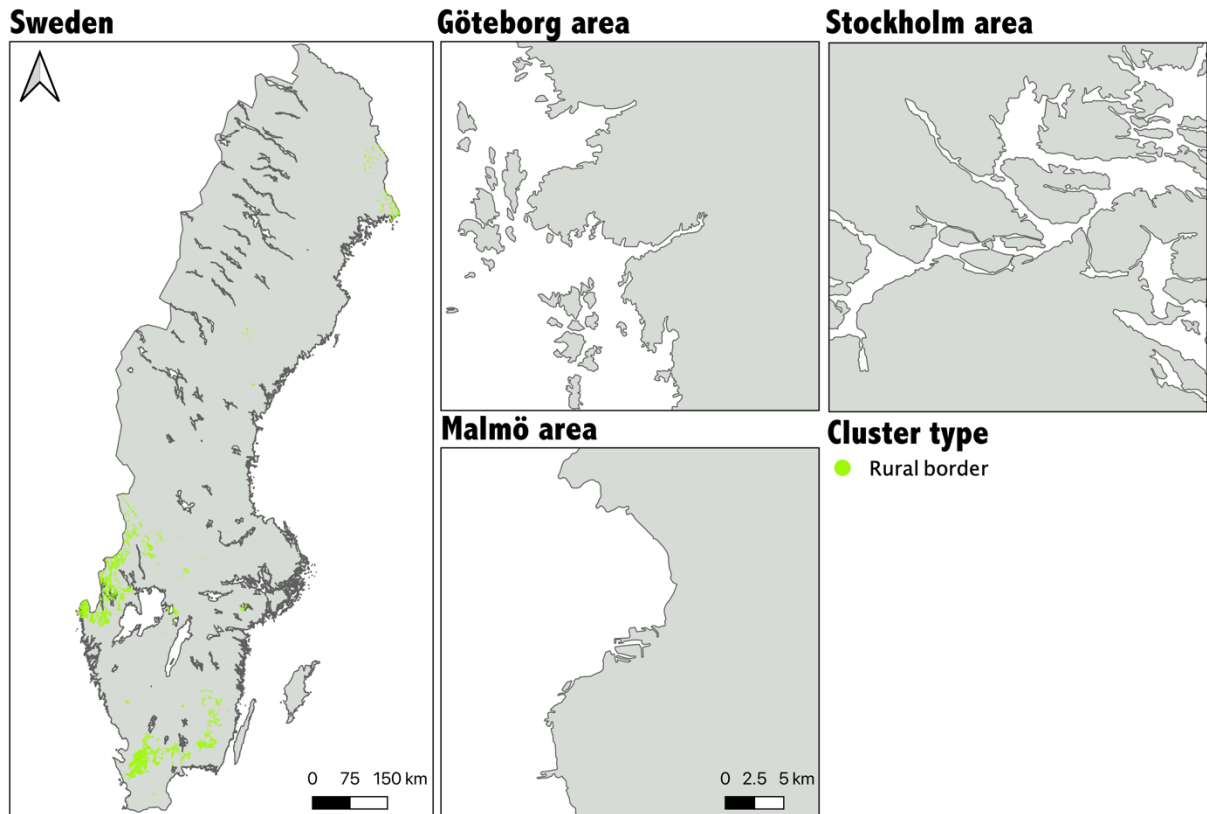 Sweden
Göteborg area
Stockholm area
Malmö area
Cluster type
Rural border
0 75 150 km
0 2.5 5 km